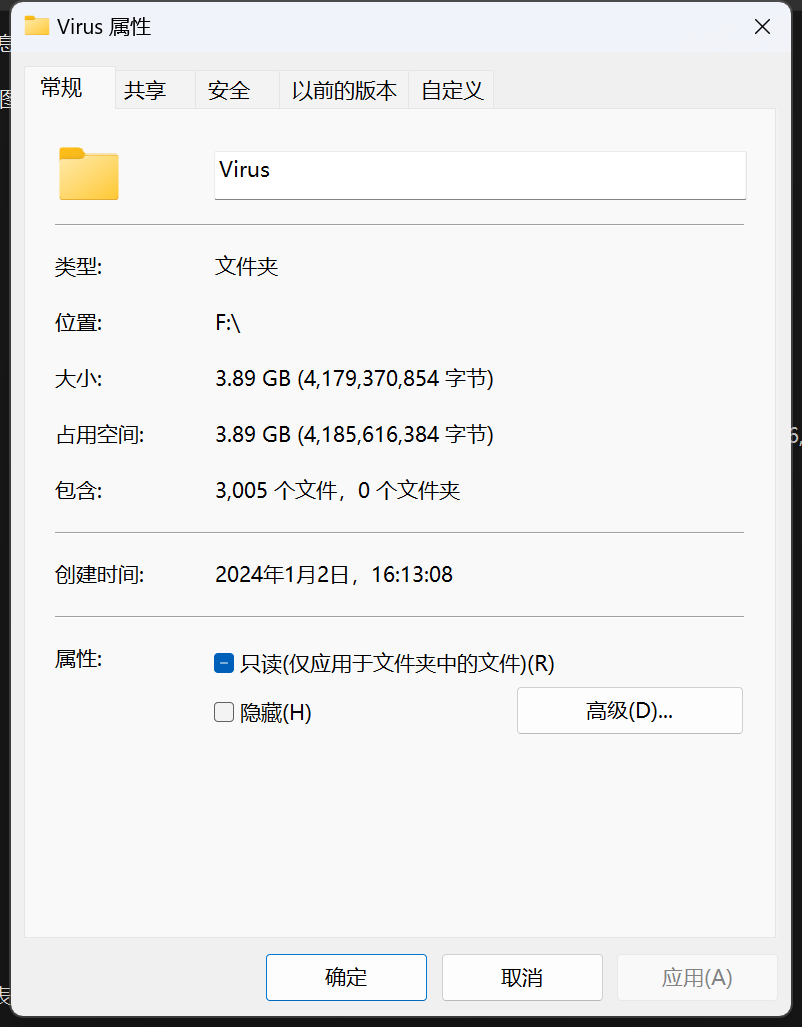 Virus 属性
常规 共享 安全 以前的版本 自定义
Virus
类型: 文件夹
位置: F:\
大小: 3.89 GB (4,179,370,854 字节)
占用空间: 3.89 GB (4,185,616,384 字节)
包含: 3,005 个文件，0 个文件夹
创建时间: 2024年1月2日，16:13:08
属性: 只读(仅应用于文件夹中的文件)(R)
隐藏(H) 高级(D)...
确定 取消 应用(A)